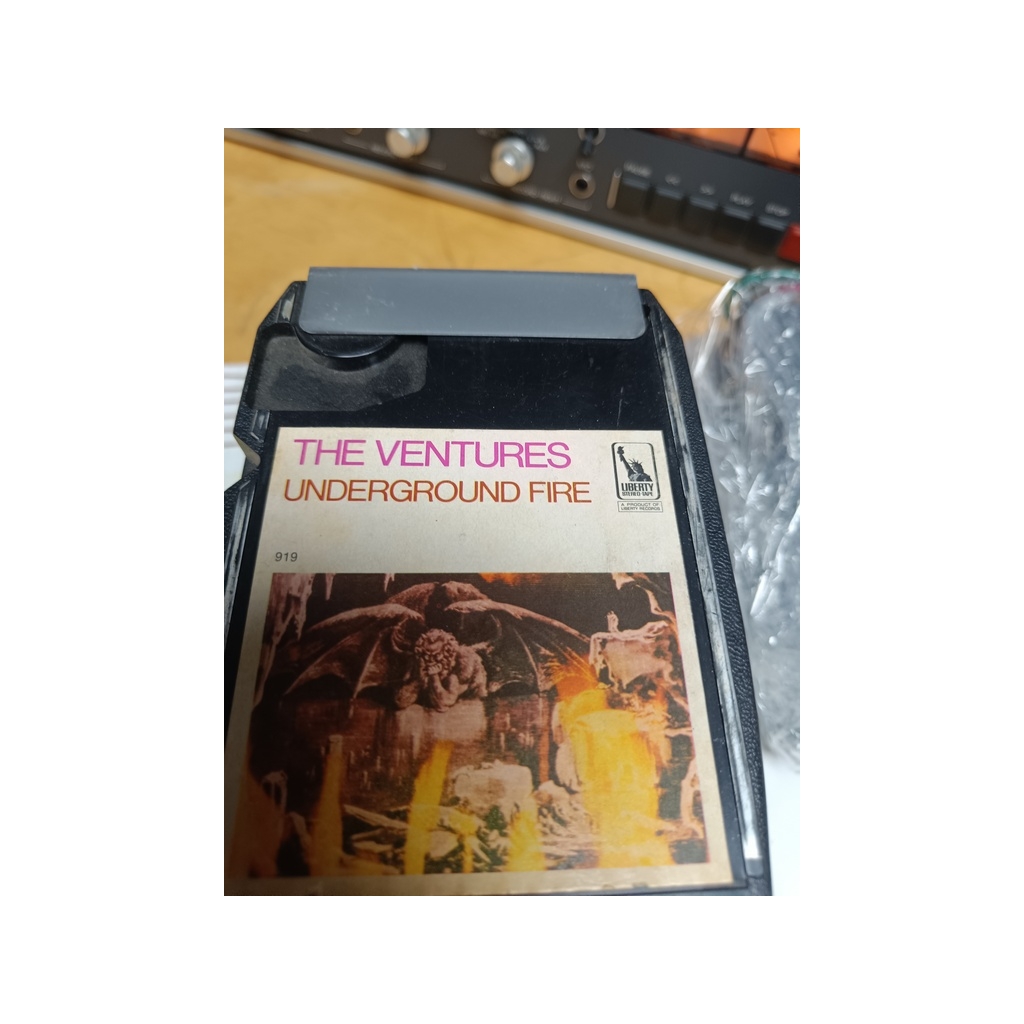 THE VENTURES
UNDERGROUND FIRE
LIBERTY
STEREO-TAPE
A PRODUCT OF
LIBERTY RECORDS
919